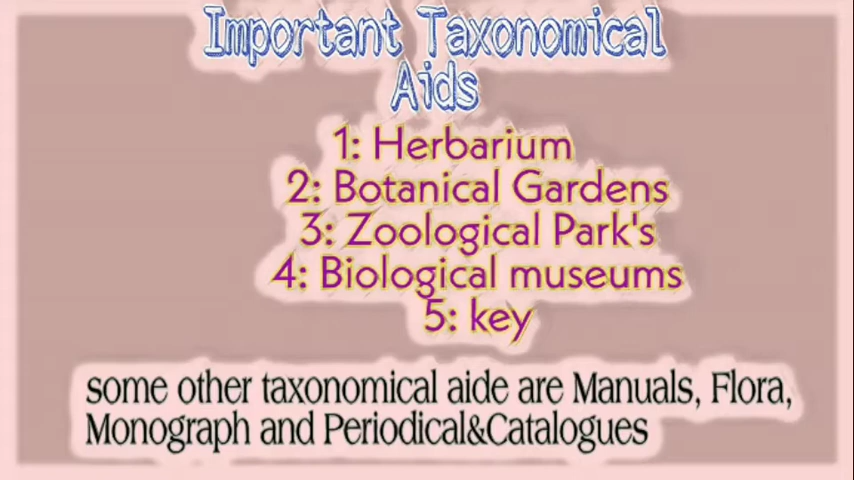 Important Taxonomical
Aids
1: Herbarium
2: Botanical Gardens
3: Zoological Park's
4: Biological museums
5: key
some other taxonomical aide are Manuals, Flora,
Monograph and Periodical&Catalogues